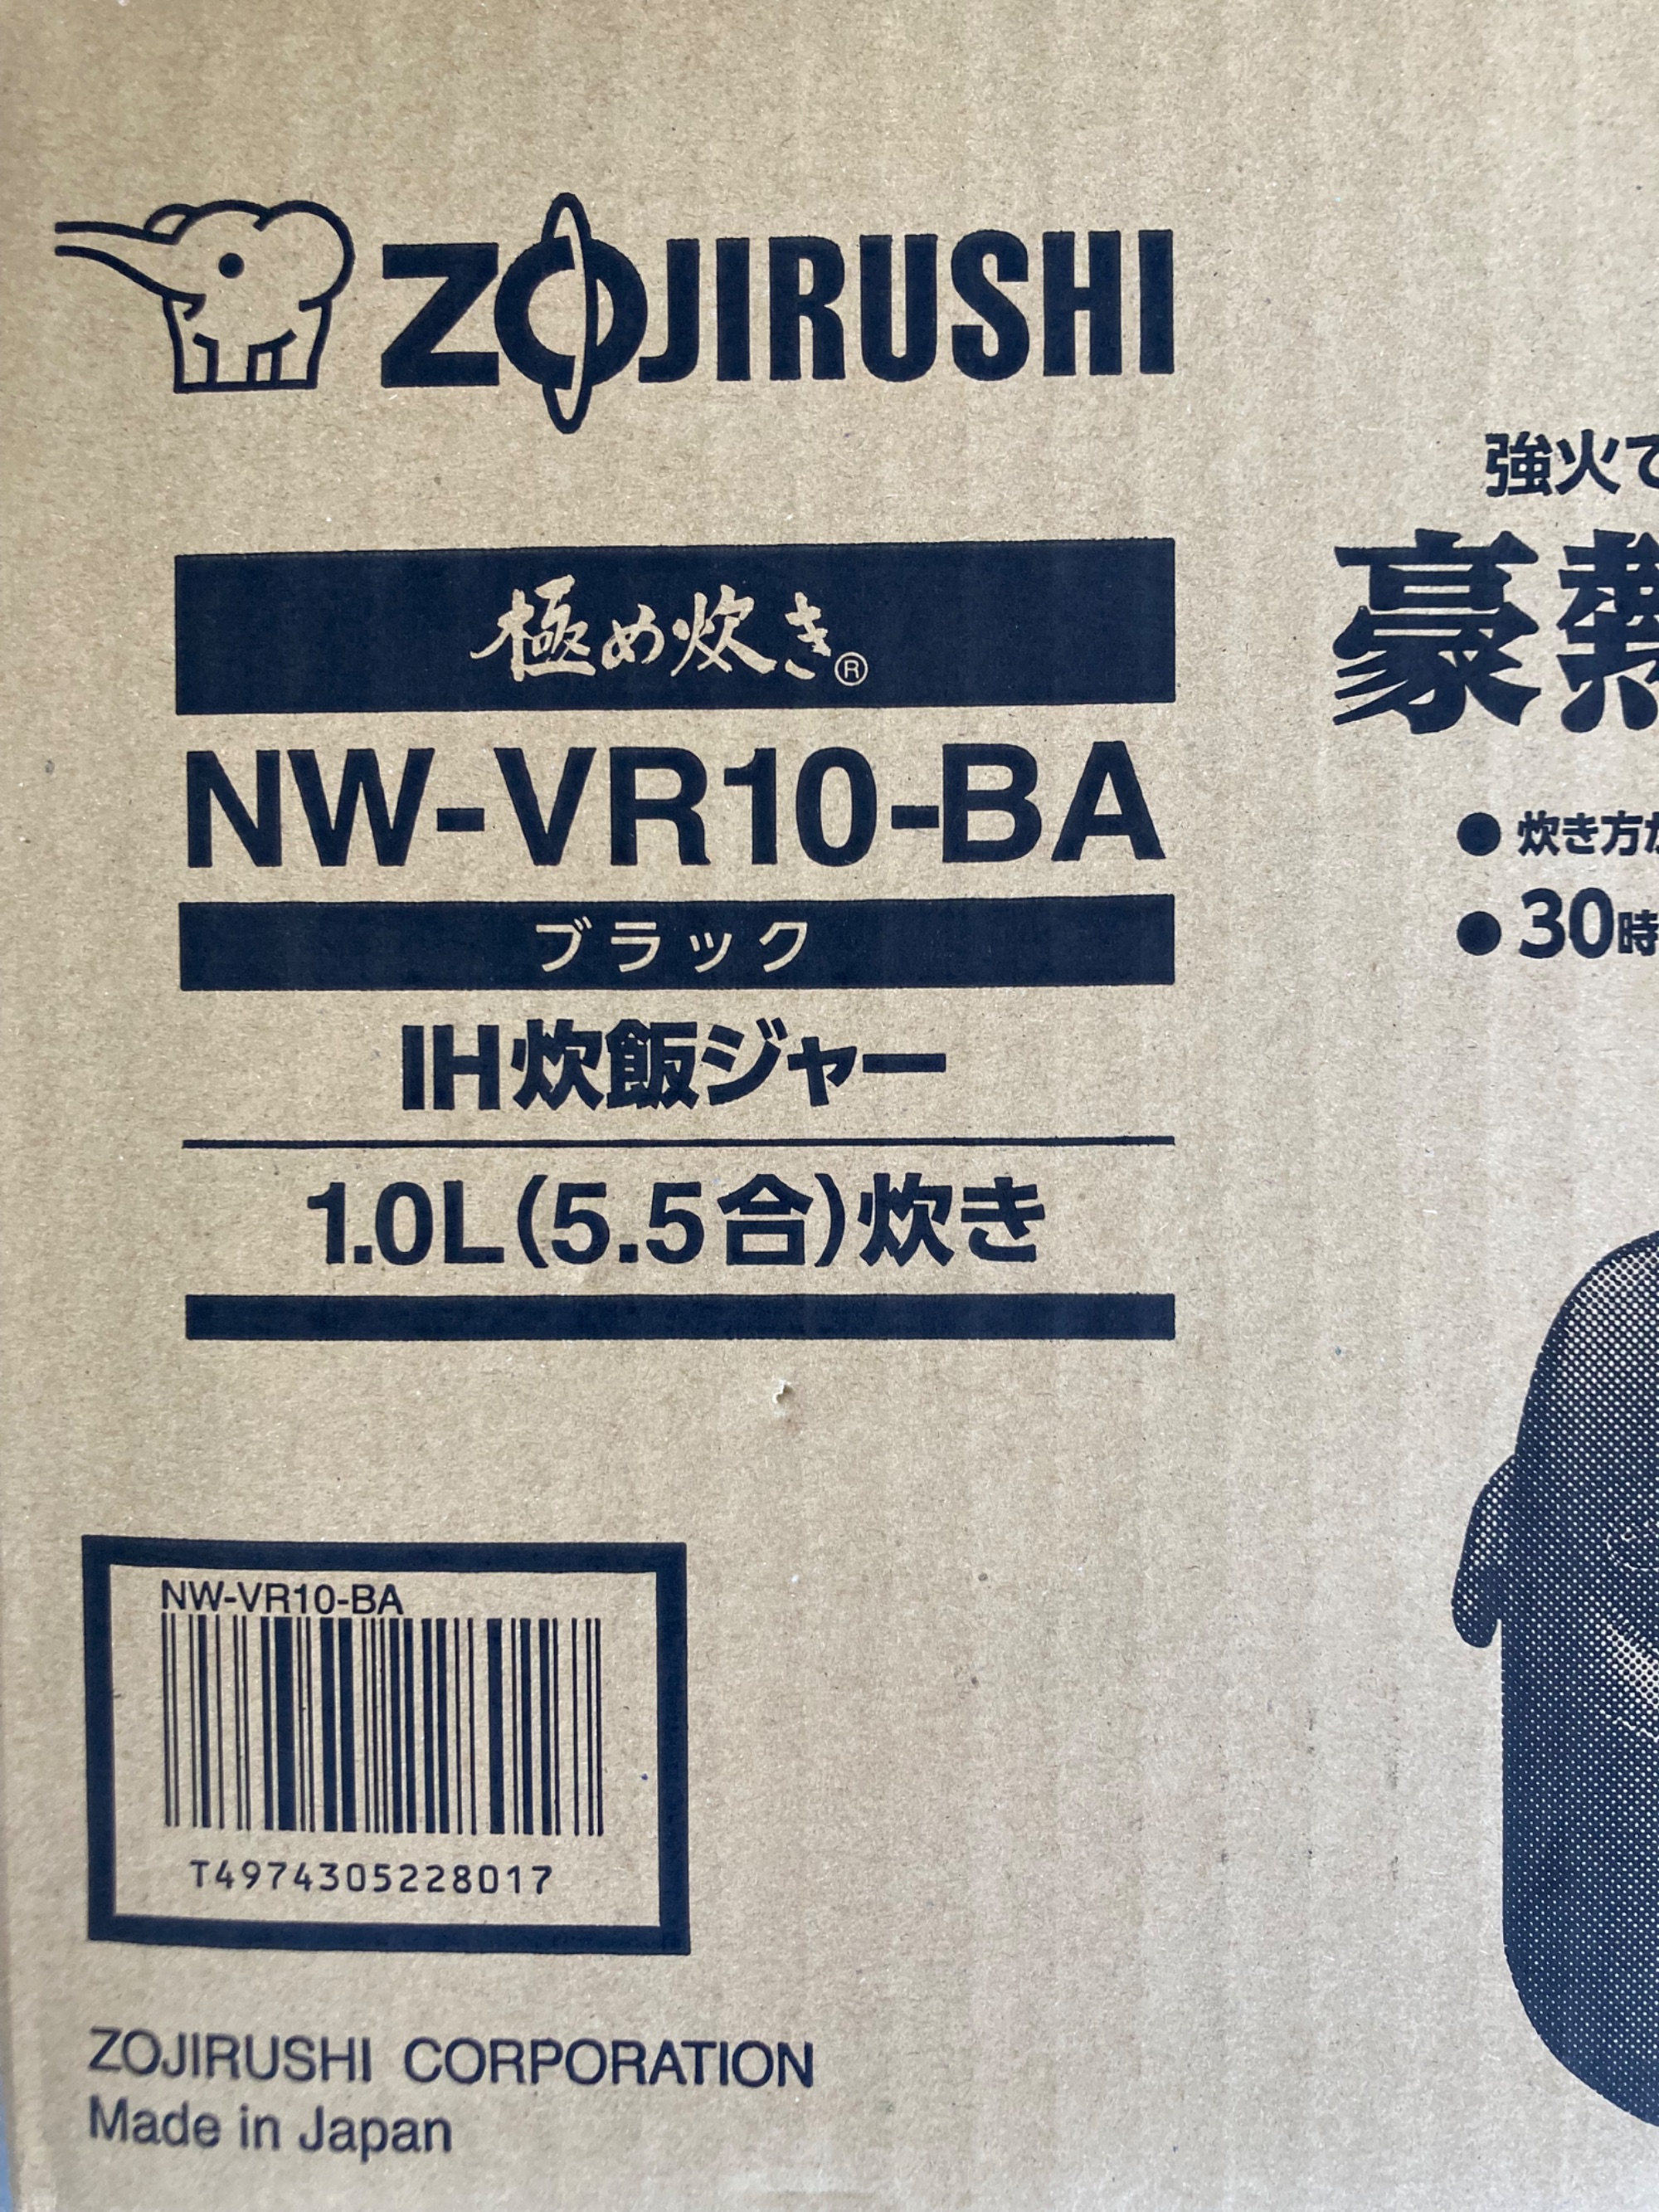 ZOJIRUSHI
極め炊き®
NW-VR10-BA
ブラック
IH炊飯ジャー
1.0L(5.5合)炊き
NW-VR10-BA
T4974305228017
ZOJIRUSHI CORPORATION
Made in Japan
強火で
豪熱
● 炊き方が
● 30時